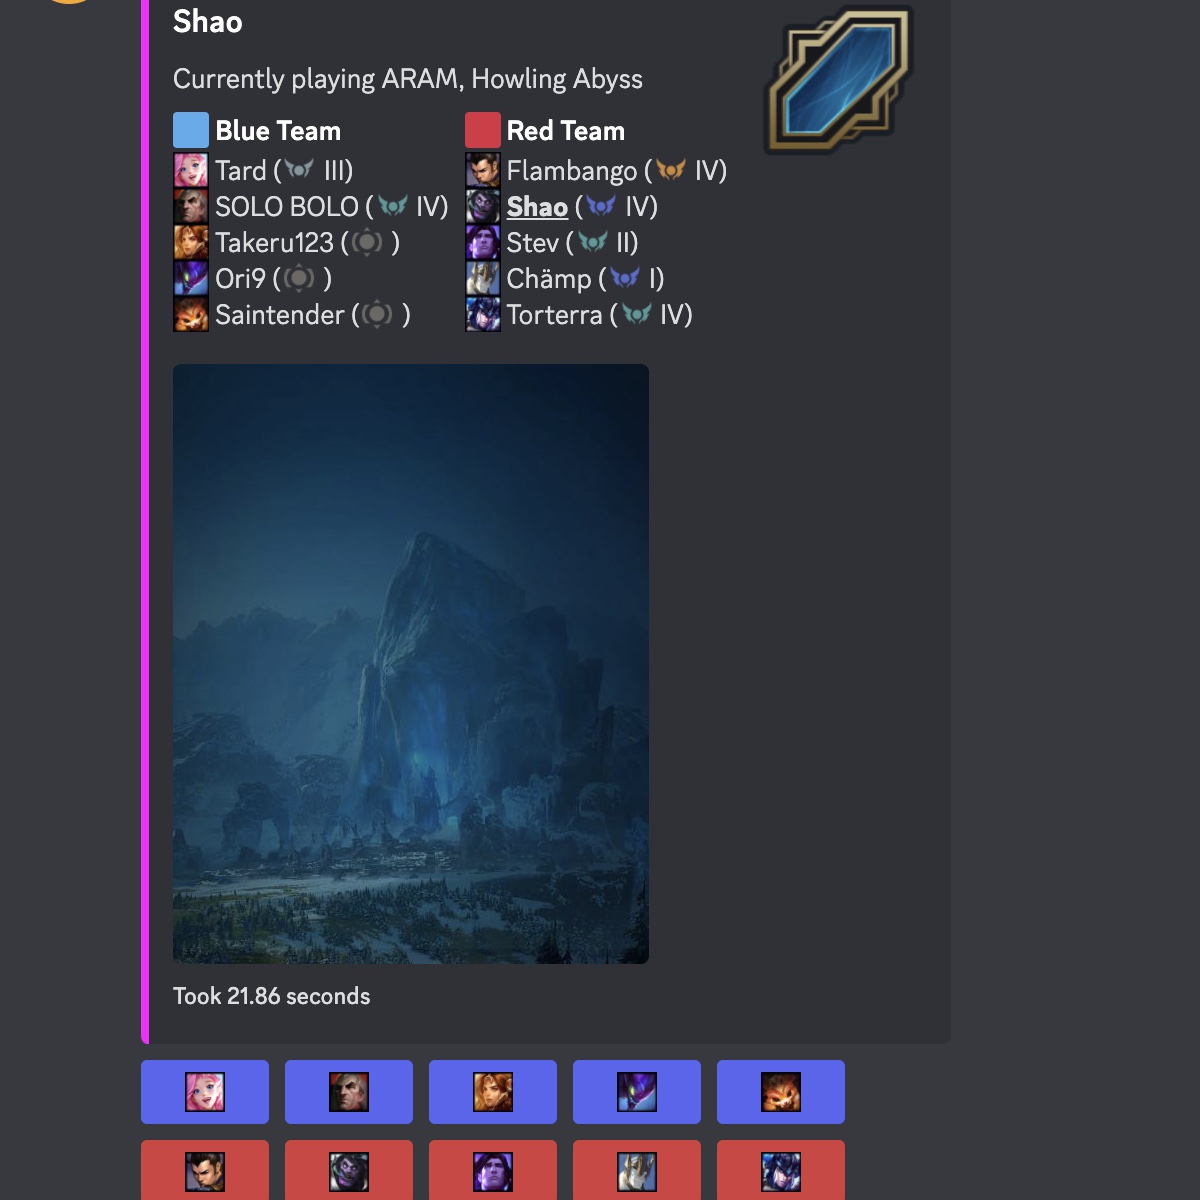 Shao
Currently playing ARAM, Howling Abyss
Blue Team
Tard ( III)
SOLO BOLO ( IV)
Takeru123 ( )
Ori9 ( )
Saintender ( )
Red Team
Flambango ( IV)
Shao ( IV)
Stev ( II)
Chämp ( I)
Torterra ( IV)
Took 21.86 seconds